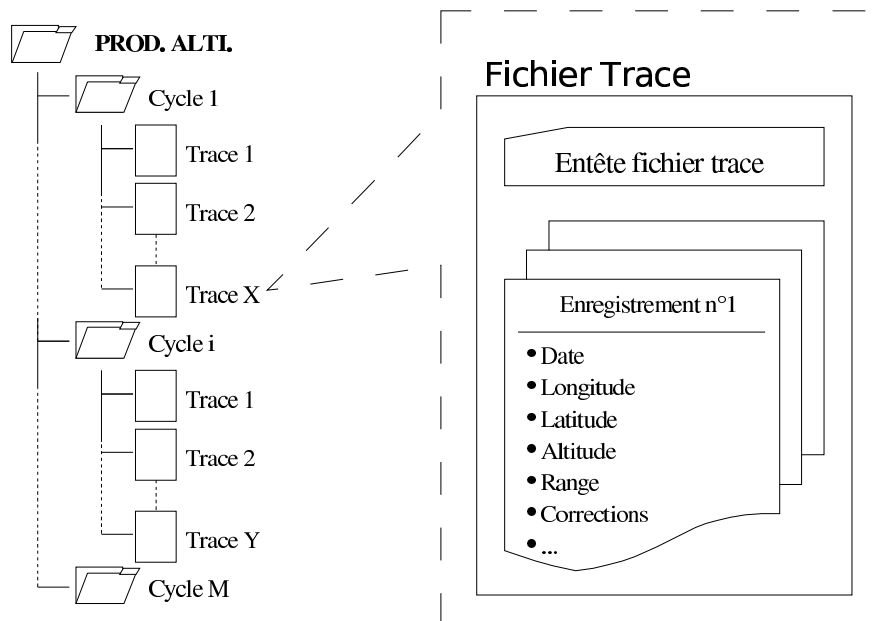 PROD. ALTI.
Cycle 1
Trace 1
Trace 2
Trace X
Cycle i
Trace 1
Trace 2
Trace Y
Cycle M
Fichier Trace
Entête fichier trace
Enregistrement n°1
• Date
• Longitude
• Latitude
• Altitude
• Range
• Corrections
• ...